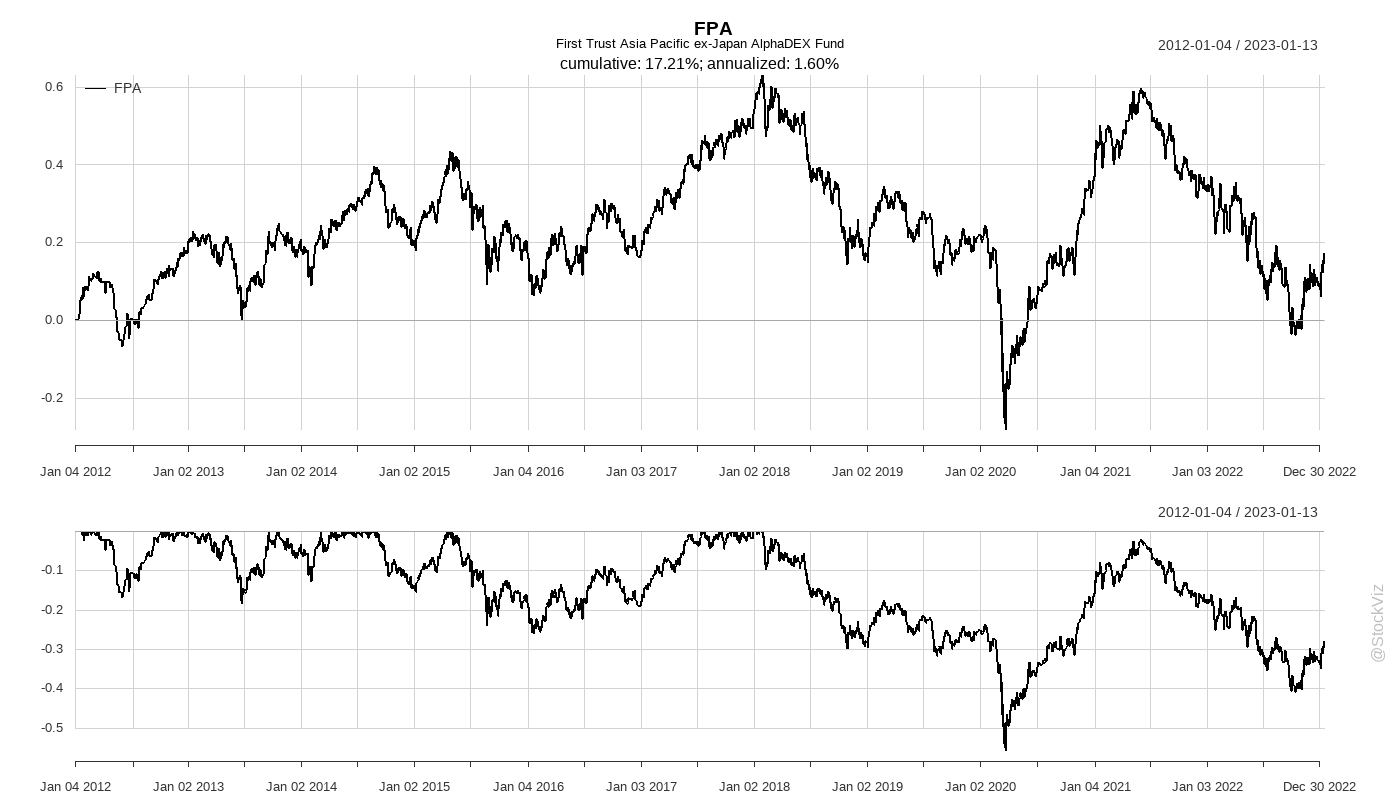 FPA
First Trust Asia Pacific ex-Japan AlphaDEX Fund
2012-01-04 / 2023-01-13
cumulative: 17.21%; annualized: 1.60%
FPA
0.6
0.4
0.2
0.0
-0.2
Jan 04 2012 Jan 02 2013 Jan 02 2014 Jan 02 2015 Jan 04 2016 Jan 03 2017 Jan 02 2018 Jan 02 2019 Jan 02 2020 Jan 04 2021 Jan 03 2022 Dec 30 2022
2012-01-04 / 2023-01-13
-0.1
-0.2
-0.3
-0.4
-0.5
Jan 04 2012 Jan 02 2013 Jan 02 2014 Jan 02 2015 Jan 04 2016 Jan 03 2017 Jan 02 2018 Jan 02 2019 Jan 02 2020 Jan 04 2021 Jan 03 2022 Dec 30 2022
@StockViz